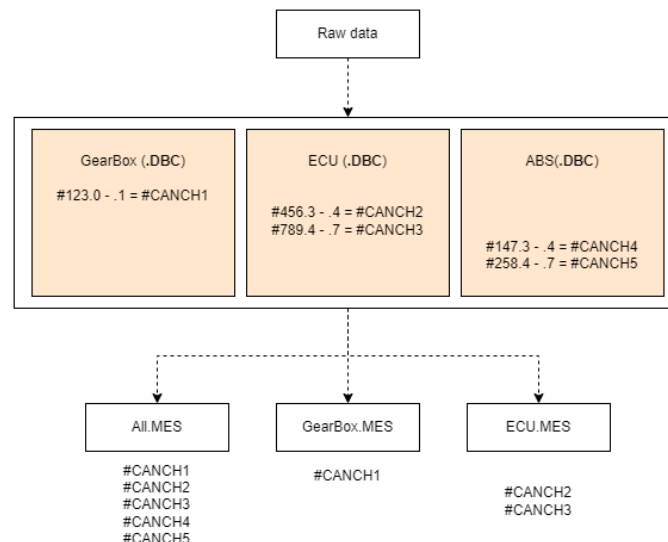 Raw data
GearBox (.DBC)
#123.0 - .1 = #CANCH1
ECU (.DBC)
#456.3 - .4 = #CANCH2
#789.4 - .7 = #CANCH3
ABS(.DBC)
#147.3 - .4 = #CANCH4
#258.4 - .7 = #CANCH5
All.MES
#CANCH1
#CANCH2
#CANCH3
#CANCH4
#CANCH5
GearBox.MES
#CANCH1
ECU.MES
#CANCH2
#CANCH3